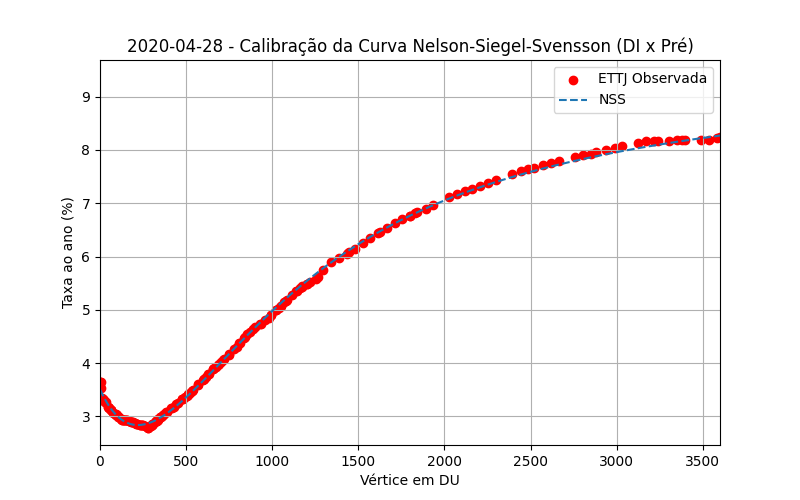 2020-04-28 - Calibração da Curva Nelson-Siegel-Svensson (DI x Pré)
ETTJ Observada
NSS
Taxa ao ano (%)
9
8
7
6
5
4
3
0 500 1000 1500 2000 2500 3000 3500
Vértice em DU